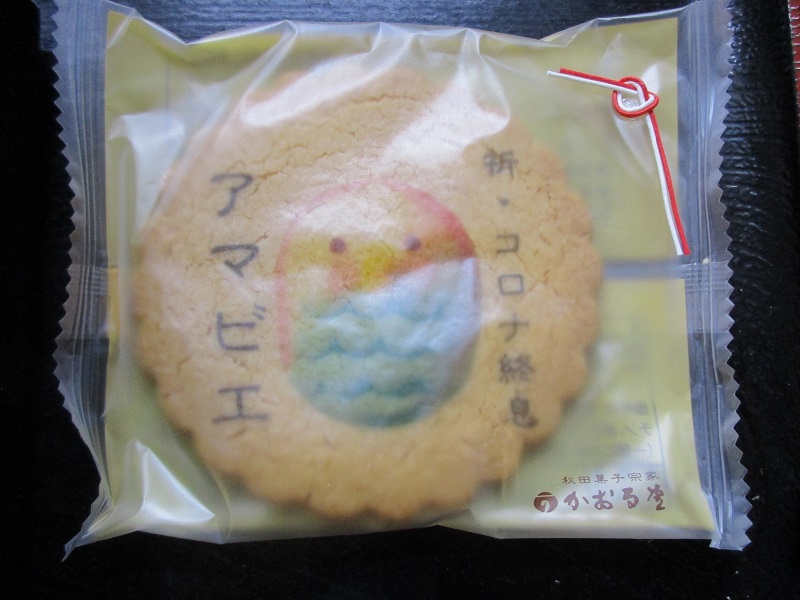 祈・コロナ終息
アマビエ
秋田菓子宗家
かおる堂